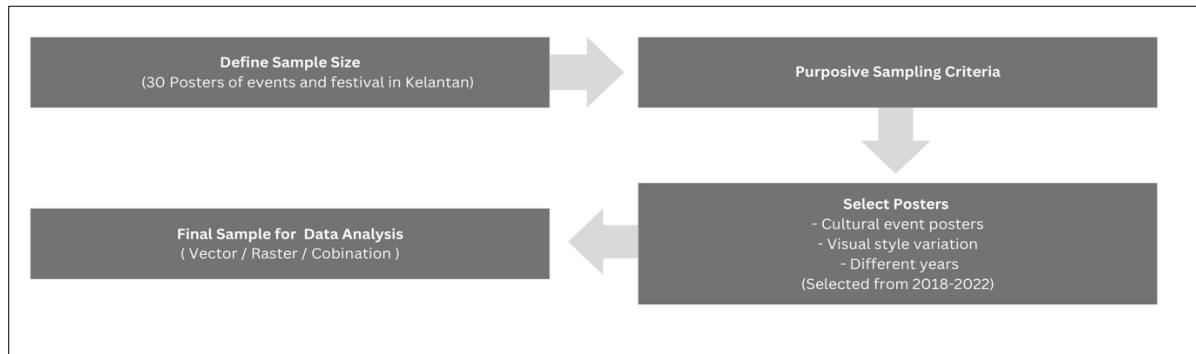 Define Sample Size
(30 Posters of events and festival in Kelantan)
Purposive Sampling Criteria
Select Posters
- Cultural event posters
- Visual style variation
- Different years
(Selected from 2018-2022)
Final Sample for Data Analysis
( Vector / Raster / Cobination )